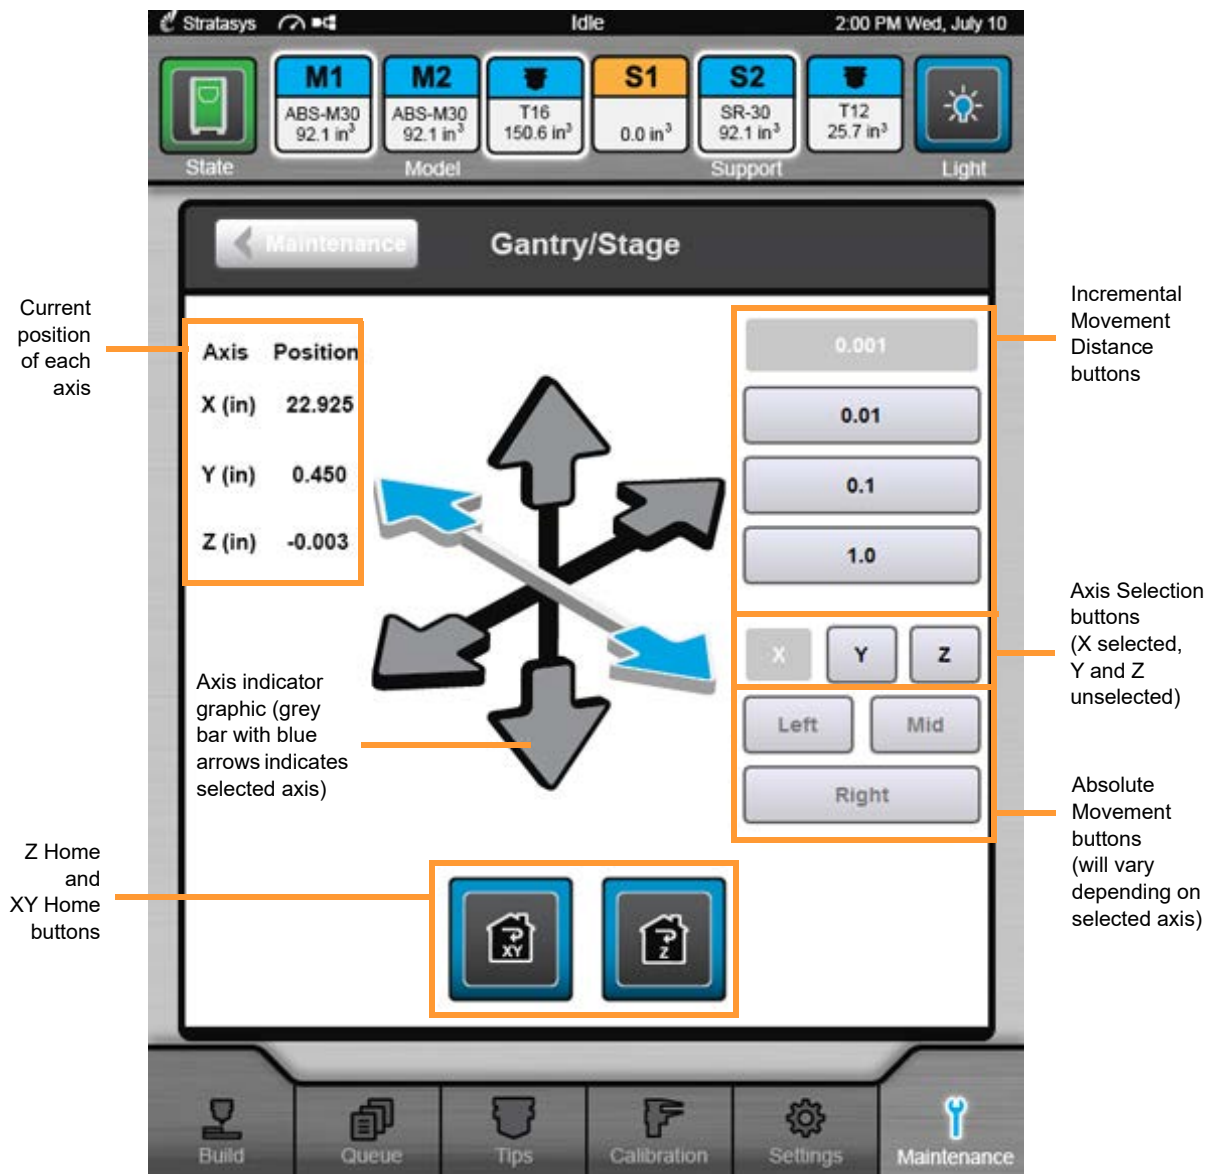 Stratasys
Idle
2:00 PM Wed, July 10
M1
ABS-M30
92.1 in³
M2
ABS-M30
92.1 in³
T16
150.6 in³
S1
0.0 in³
S2
SR-30
92.1 in³
T12
25.7 in³
State
Model
Support
Light
Maintenance
Gantry/Stage
Current
position
of each
axis
Axis Position
X (in) 22.925
Y (in) 0.450
Z (in) -0.003
0.001
0.01
0.1
1.0
Incremental
Movement
Distance
buttons
X
Y
Z
Axis Selection
buttons
(X selected,
Y and Z
unselected)
Left
Mid
Right
Absolute
Movement
buttons
(will vary
depending on
selected axis)
Axis indicator
graphic (grey
bar with blue
arrows indicates
selected axis)
Z Home
and
XY Home
buttons
XY
Z
Build
Queue
Tips
Calibration
Settings
Maintenance